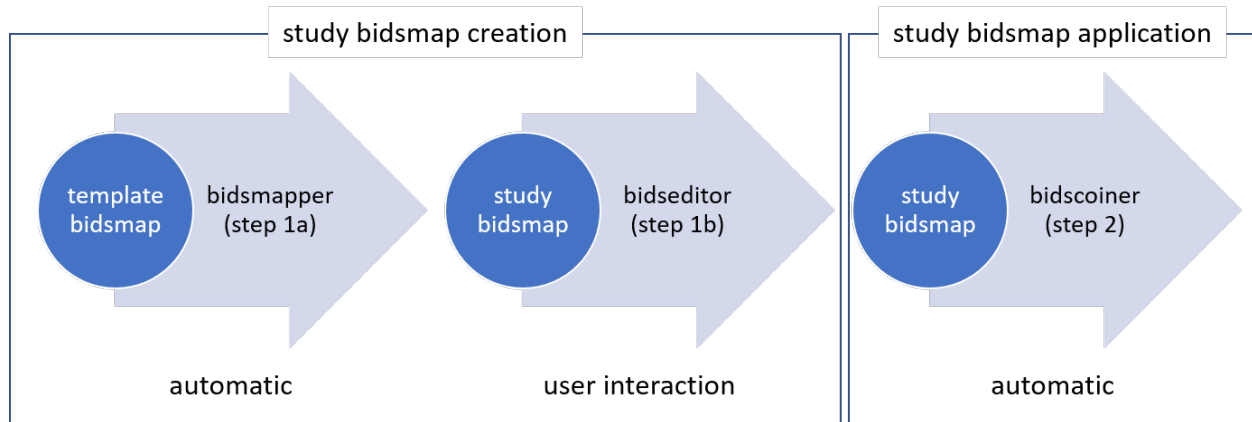 study bidsmap creation
study bidsmap application
template
bidsmap
bidsmapper
(step 1a)
study
bidsmap
bidseditor
(step 1b)
study
bidsmap
bidscoiner
(step 2)
automatic
user interaction
automatic